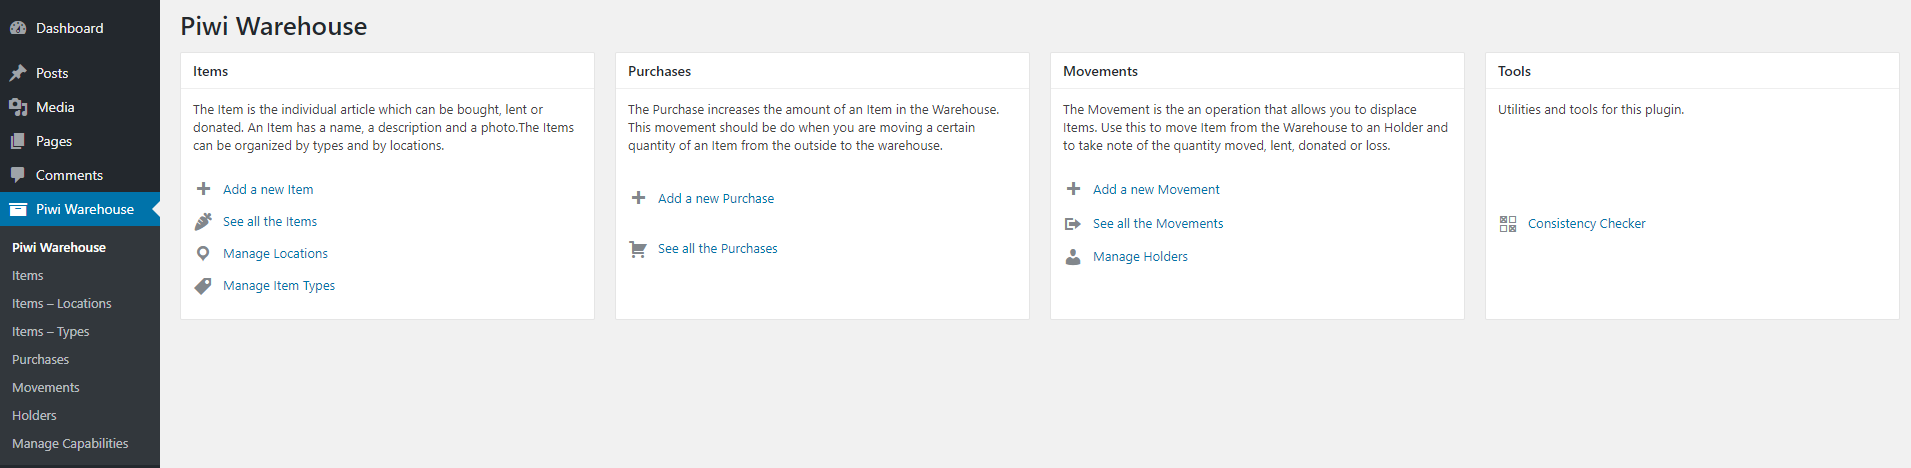 Dashboard
Posts
Media
Pages
Comments
Piwi Warehouse
Piwi Warehouse
Items
Items – Locations
Items – Types
Purchases
Movements
Holders
Manage Capabilities
Piwi Warehouse
Items
The Item is the individual article which can be bought, lent or
donated. An Item has a name, a description and a photo.The Items
can be organized by types and by locations.
Add a new Item
See all the Items
Manage Locations
Manage Item Types
Purchases
The Purchase increases the amount of an Item in the Warehouse.
This movement should be do when you are moving a certain
quantity of an Item from the outside to the warehouse.
Add a new Purchase
See all the Purchases
Movements
The Movement is the an operation that allows you to displace
Items. Use this to move Item from the Warehouse to an Holder and
to take note of the quantity moved, lent, donated or loss.
Add a new Movement
See all the Movements
Manage Holders
Tools
Utilities and tools for this plugin.
Consistency Checker